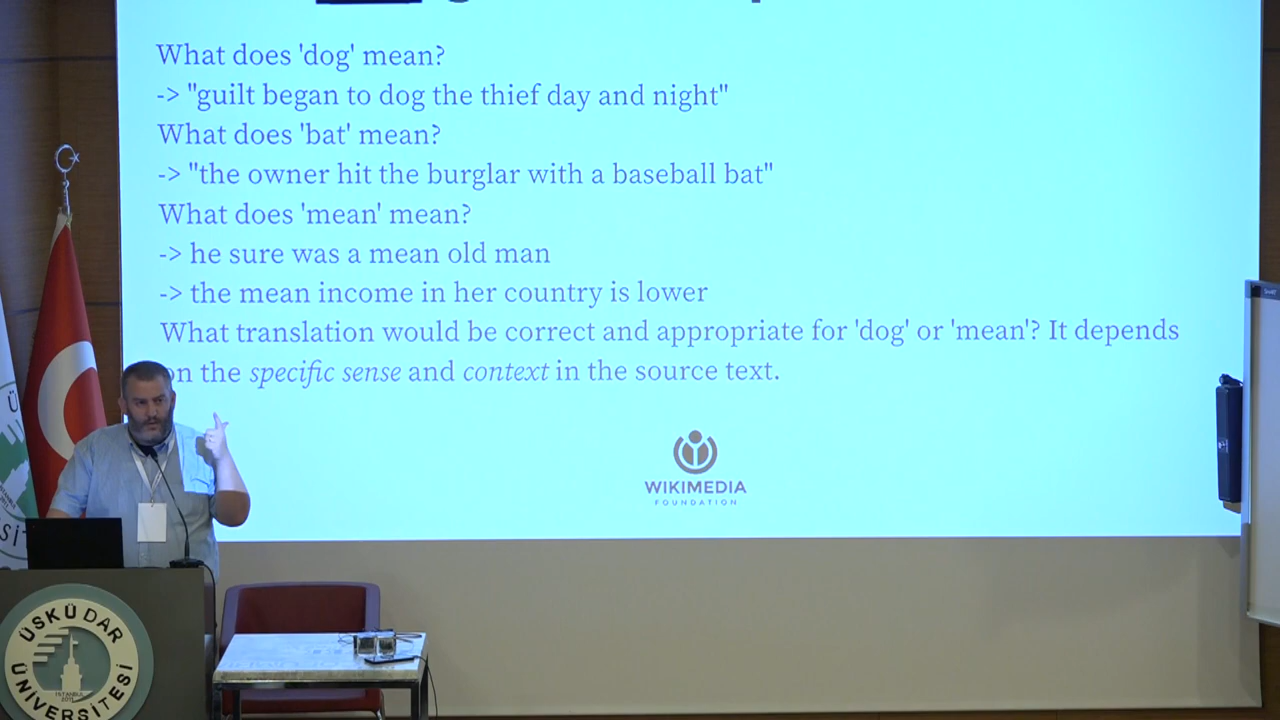 What does 'dog' mean?
-> "guilt began to dog the thief day and night"
What does 'bat' mean?
-> "the owner hit the burglar with a baseball bat"
What does 'mean' mean?
-> he sure was a mean old man
-> the mean income in her country is lower
What translation would be correct and appropriate for 'dog' or 'mean'? It depends
on the specific sense and context in the source text.
WIKIMEDIA
FOUNDATION
ÜSKÜDAR
ÜNİVERSİTESİ
İSTANBUL
2011